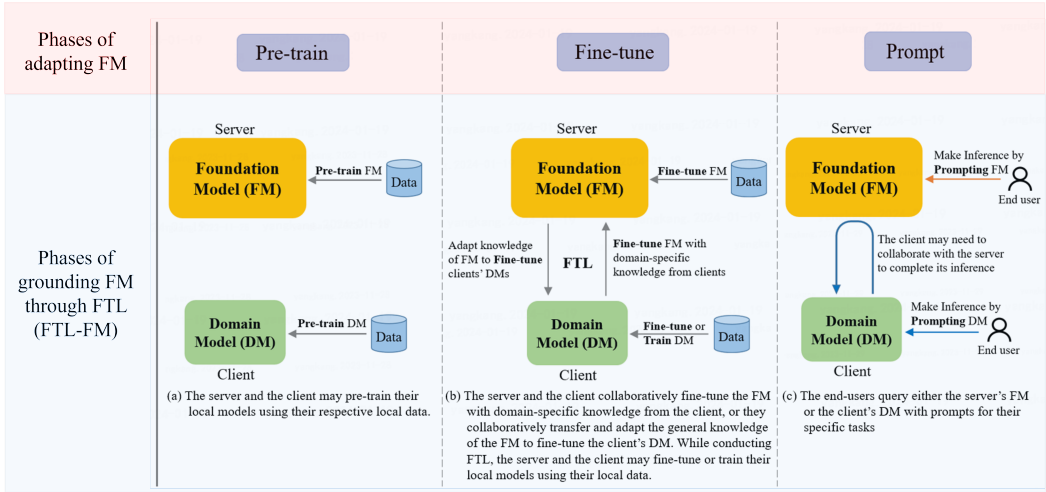 Phases of
adapting FM
Pre-train
Fine-tune
Prompt
Phases of
grounding FM
through FTL
(FTL-FM)
Server
Foundation
Model (FM)
Pre-train FM
Data
Domain
Model (DM)
Pre-train DM
Data
Client
(a) The server and the client may pre-train their
local models using their respective local data.
Server
Foundation
Model (FM)
Fine-tune FM
Data
Adapt knowledge
of FM to Fine-tune
clients' DMs
FTL
Fine-tune FM with
domain-specific
knowledge from clients
Domain
Model (DM)
Fine-tune or
Train DM
Data
Client
(b) The server and the client collaboratively fine-tune the FM
with domain-specific knowledge from the client, or they
collaboratively transfer and adapt the general knowledge
of the FM to fine-tune the client's DM. While conducting
FTL, the server and the client may fine-tune or train their
local models using their local data.
Server
Foundation
Model (FM)
Make Inference by
Prompting FM
End user
The client may need to
collaborate with the server
to complete its inference
Domain
Model (DM)
Make Inference by
Prompting DM
End user
Client
(c) The end-users query either the server's FM
or the client's DM with prompts for their
specific tasks